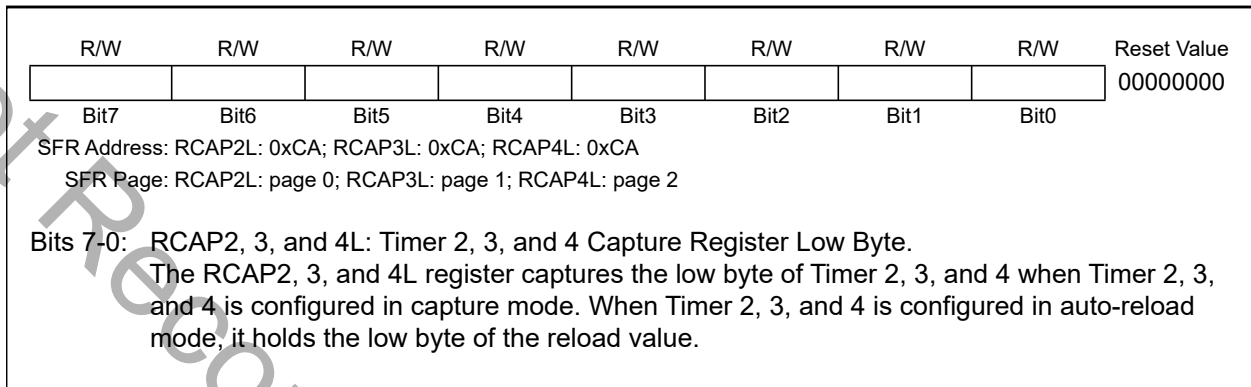 R/W R/W R/W R/W R/W R/W R/W R/W Reset Value
00000000
Bit7 Bit6 Bit5 Bit4 Bit3 Bit2 Bit1 Bit0
SFR Address: RCAP2L: 0xCA; RCAP3L: 0xCA; RCAP4L: 0xCA
SFR Page: RCAP2L: page 0; RCAP3L: page 1; RCAP4L: page 2
Bits 7-0: RCAP2, 3, and 4L: Timer 2, 3, and 4 Capture Register Low Byte.
The RCAP2, 3, and 4L register captures the low byte of Timer 2, 3, and 4 when Timer 2, 3,
and 4 is configured in capture mode. When Timer 2, 3, and 4 is configured in auto-reload
mode, it holds the low byte of the reload value.